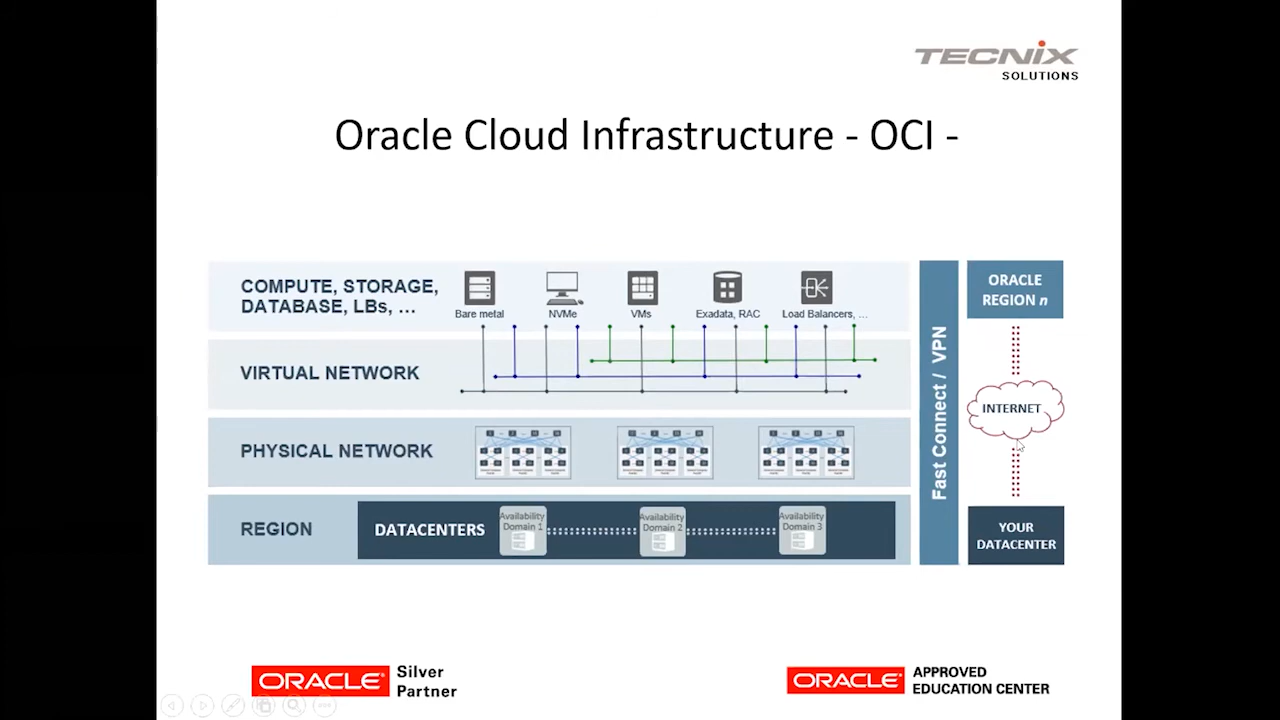 TECNIX
SOLUTIONS
Oracle Cloud Infrastructure - OCI -
COMPUTE, STORAGE,
DATABASE, LBs, ...
Bare metal
NVMe
VMs
Exadata, RAC
Load Balancers, ...
VIRTUAL NETWORK
PHYSICAL NETWORK
REGION
DATACENTERS
Availability
Domain 1
Availability
Domain 2
Availability
Domain 3
Fast Connect / VPN
ORACLE
REGION n
INTERNET
YOUR
DATACENTER
ORACLE
Silver
Partner
ORACLE
APPROVED
EDUCATION CENTER